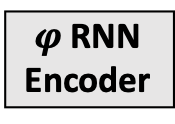 φ RNN
Encoder